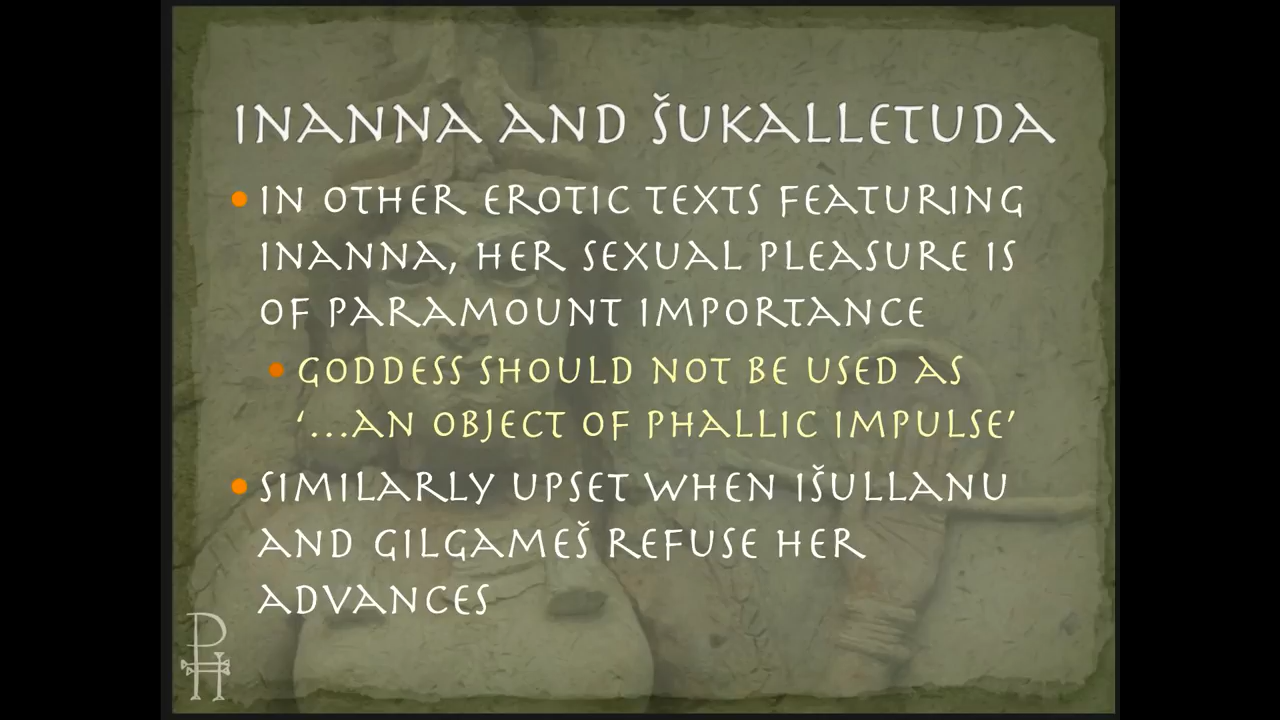 INANNA AND ŠUKALLETUDA
• IN OTHER EROTIC TEXTS FEATURING
INANNA, HER SEXUAL PLEASURE IS
OF PARAMOUNT IMPORTANCE
• GODDESS SHOULD NOT BE USED AS
‘...AN OBJECT OF PHALLIC IMPULSE’
• SIMILARLY UPSET WHEN IŠULLANU
AND GILGAMEŠ REFUSE HER
ADVANCES
PH